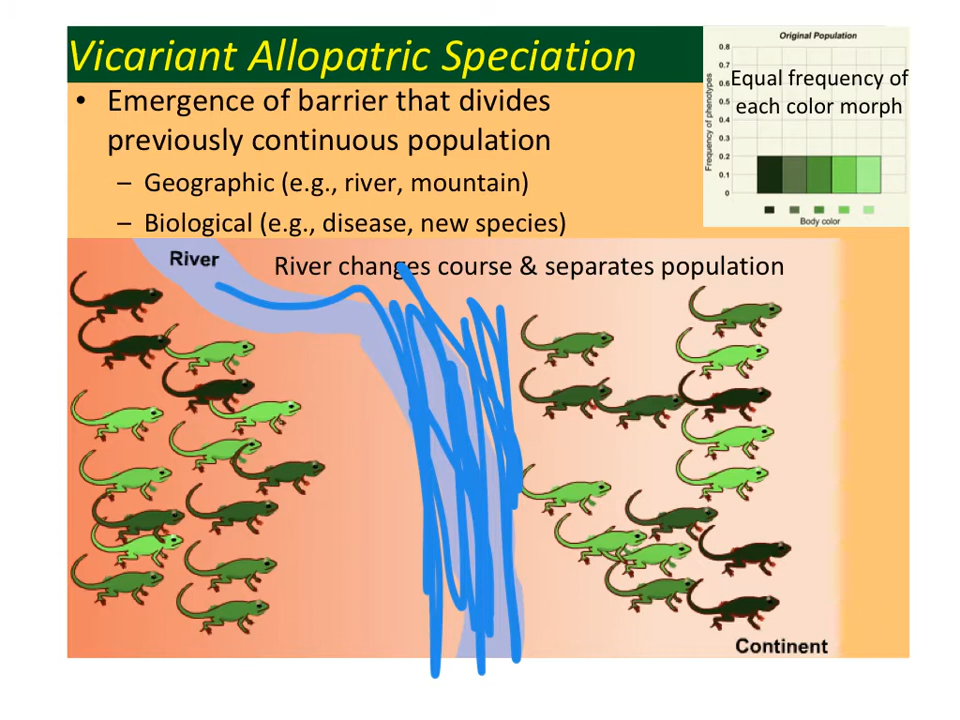 Vicariant Allopatric Speciation
• Emergence of barrier that divides
previously continuous population
– Geographic (e.g., river, mountain)
– Biological (e.g., disease, new species)
Original Population
Equal frequency of
each color morph
Frequency of phenotypes
0.8
0.7
0.6
0.5
0.4
0.3
0.2
0.1
0
Body color
River
River changes course & separates population
Continent